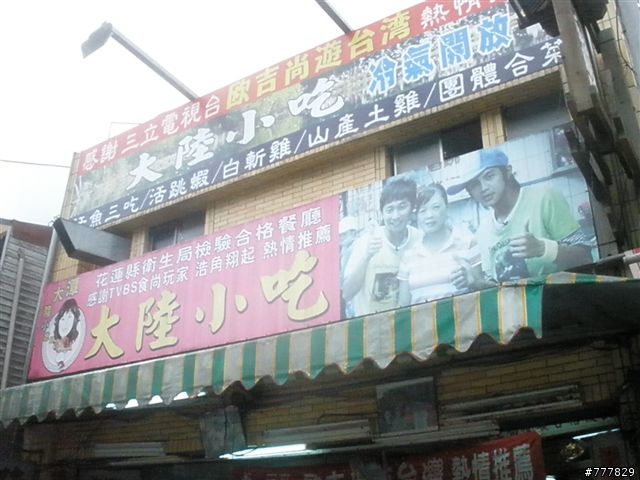 感謝 三立電視台 歐吉尚遊台灣 熱情
大陸小吃 冷氣開放
魚三吃/活跳蝦/白斬雞/山產土雞/團體合菜
花蓮縣衛生局檢驗合格餐廳
感謝TVBS食尚玩家 浩角翔起 熱情推薦
大陸小吃
熱情推薦
#777829